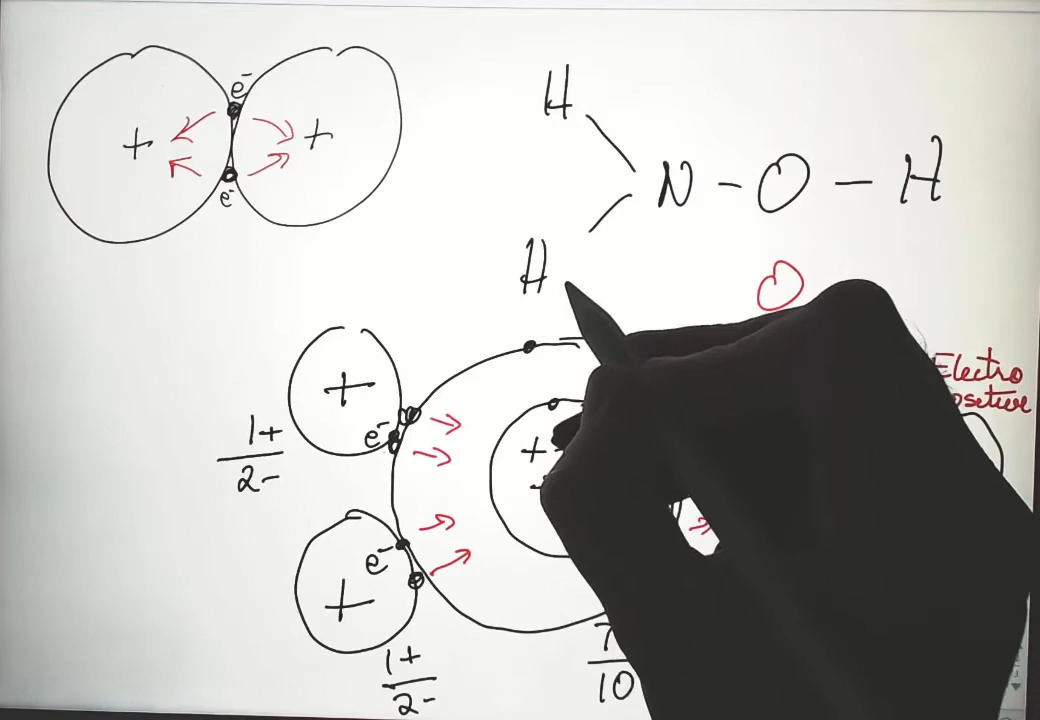 e⁻
+ +
e⁻
H
N - O - H
H
O
Electro
+
e⁻
1+
2-
+
e⁻
+
1+
2-
10